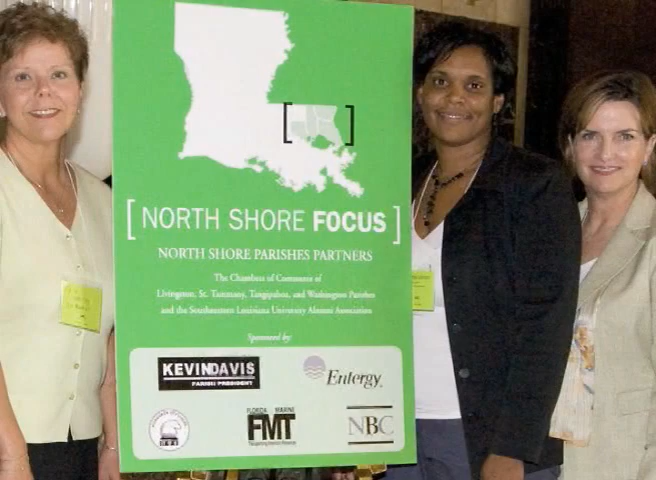 [NORTH SHORE FOCUS]
NORTH SHORE PARISHES PARTNERS
The Chambers of Commerce of
Livingston, St. Tammany, Tangipahoa, and Washington Parishes
and the Southeastern Louisiana University Alumni Association
Sponsored by:
KEVINDAVIS
PARISH PRESIDENT
Entergy
FLORIDA MARINE
FMT
NBC